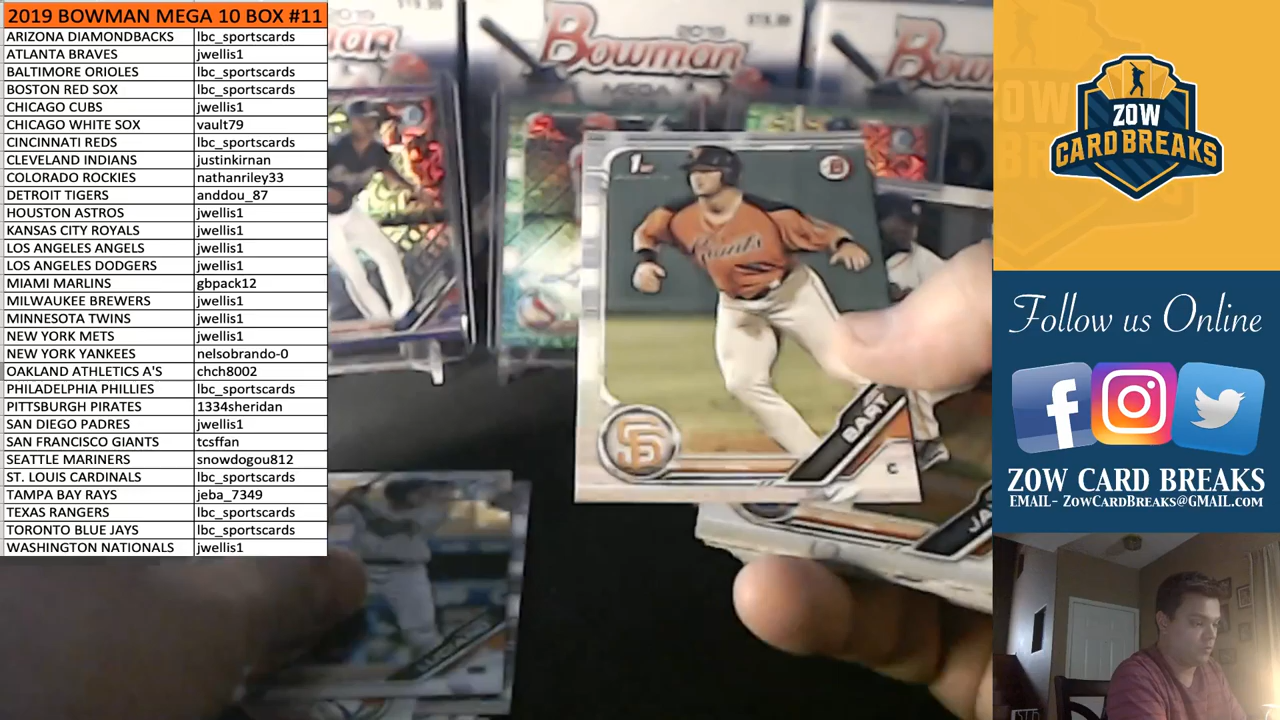 2019 BOWMAN MEGA 10 BOX #11
ARIZONA DIAMONDBACKS lbc_sportscards
ATLANTA BRAVES jwellis1
BALTIMORE ORIOLES lbc_sportscards
BOSTON RED SOX lbc_sportscards
CHICAGO CUBS jwellis1
CHICAGO WHITE SOX vault79
CINCINNATI REDS lbc_sportscards
CLEVELAND INDIANS justinkirnan
COLORADO ROCKIES nathanriley33
DETROIT TIGERS anddou_87
HOUSTON ASTROS jwellis1
KANSAS CITY ROYALS jwellis1
LOS ANGELES ANGELS jwellis1
LOS ANGELES DODGERS jwellis1
MIAMI MARLINS gbpack12
MILWAUKEE BREWERS jwellis1
MINNESOTA TWINS jwellis1
NEW YORK METS jwellis1
NEW YORK YANKEES nelsobrando-0
OAKLAND ATHLETICS A'S chch8002
PHILADELPHIA PHILLIES lbc_sportscards
PITTSBURGH PIRATES 1334sheridan
SAN DIEGO PADRES jwellis1
SAN FRANCISCO GIANTS tcsffan
SEATTLE MARINERS snowdogou812
ST. LOUIS CARDINALS lbc_sportscards
TAMPA BAY RAYS jeba_7349
TEXAS RANGERS lbc_sportscards
TORONTO BLUE JAYS lbc_sportscards
WASHINGTON NATIONALS jwellis1
2019
Bowman
MEGA
1st
Giants
SF
BART
C
ZOW
CARD BREAKS
Follow us Online
ZOW CARD BREAKS
EMAIL- ZOWCARDBREAKS@GMAIL.COM